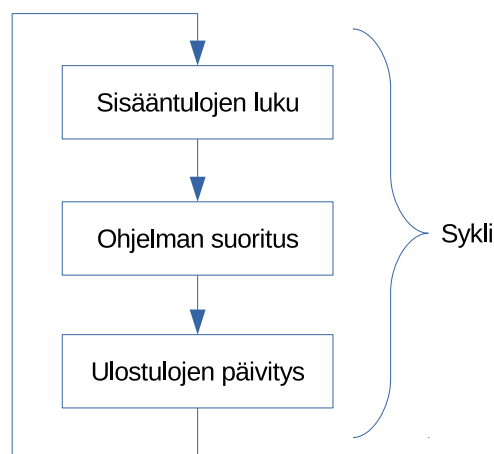 Sisääntulojen luku
Ohjelman suoritus
Sykli
Ulostulojen päivitys